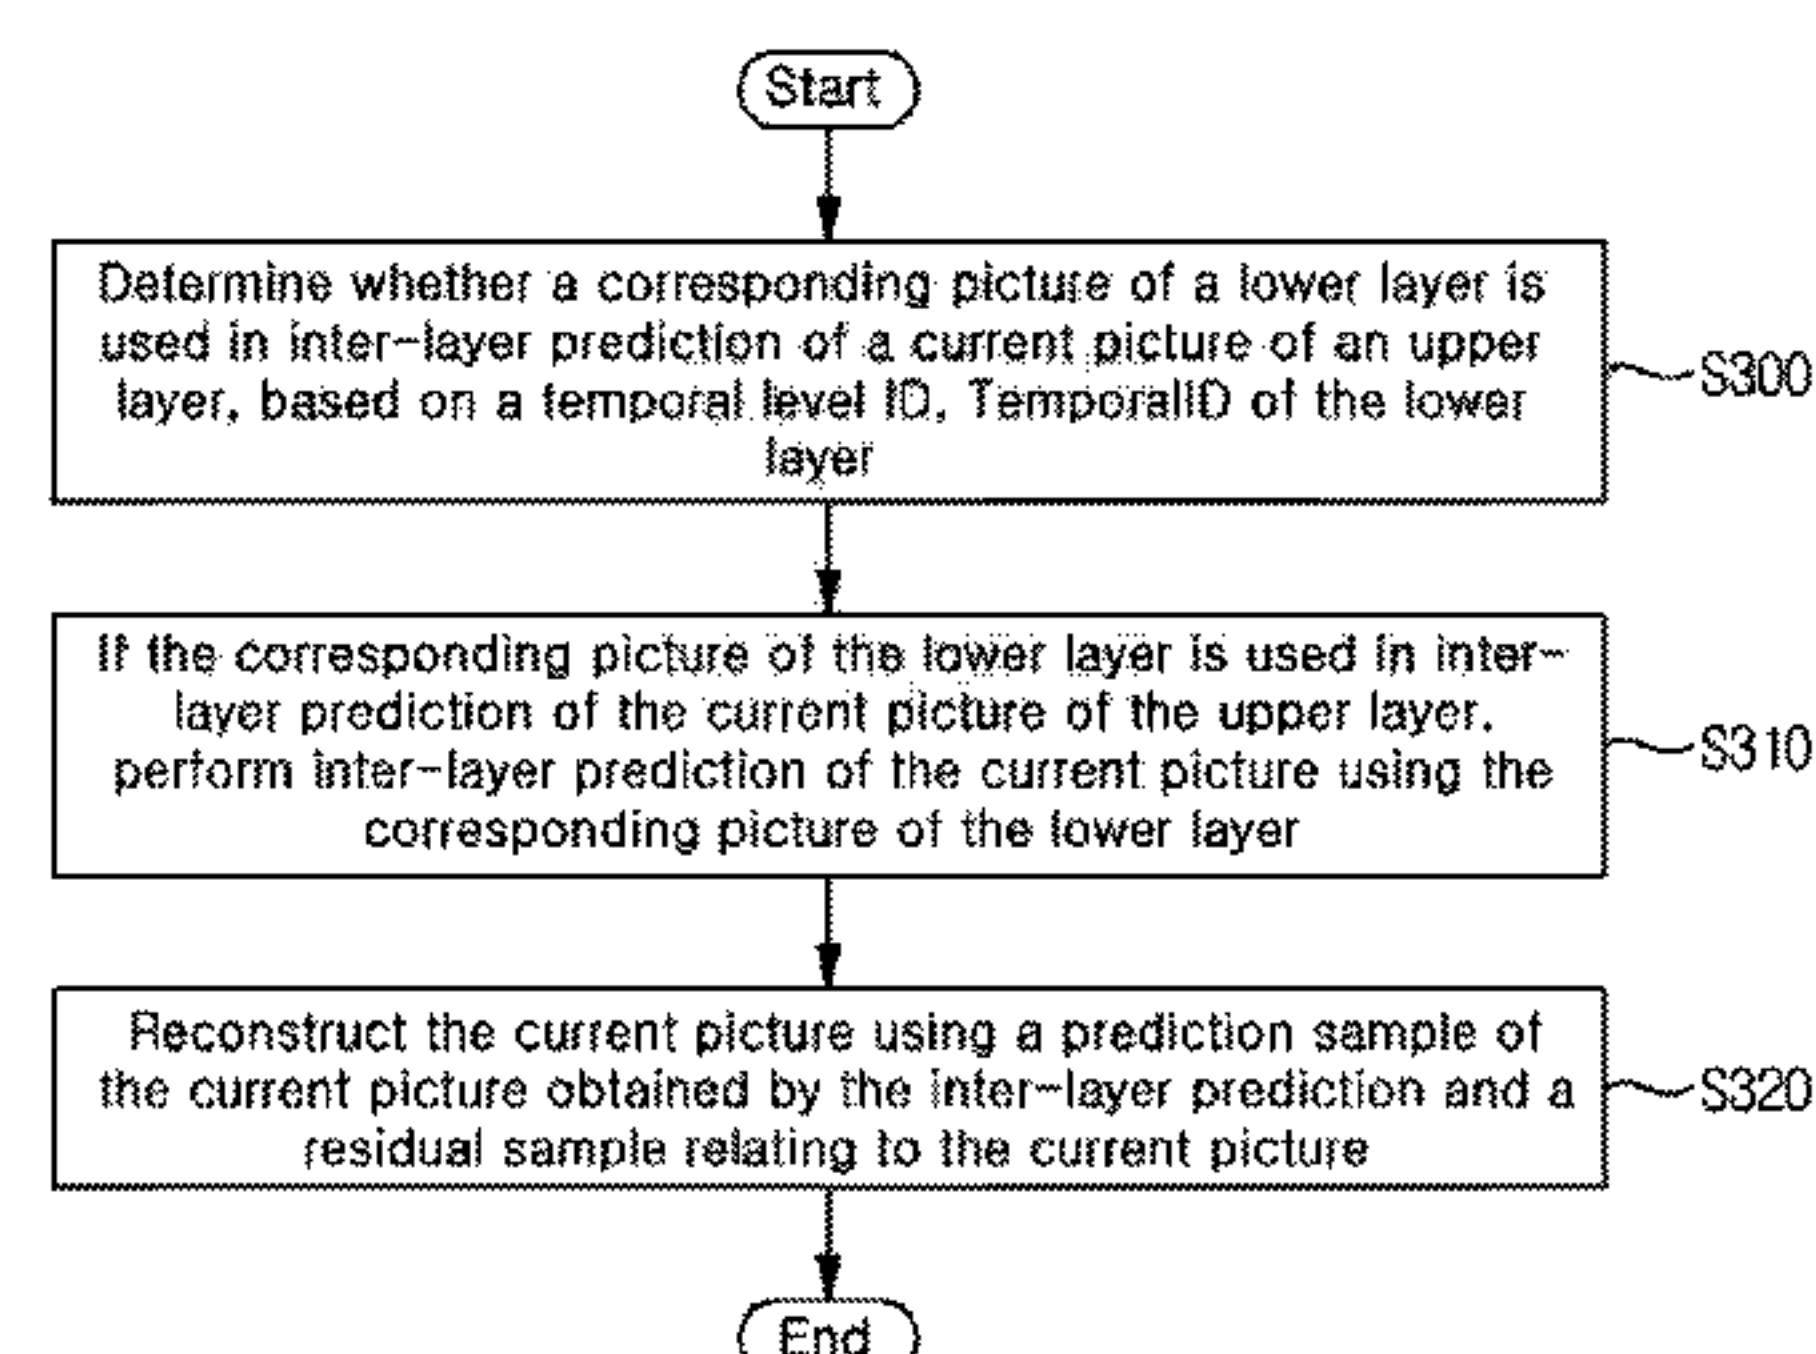 Start
Determine whether a corresponding picture of a lower layer is
used in inter-layer prediction of a current picture of an upper
layer, based on a temporal level ID, TemporalID of the lower
layer
S300
If the corresponding picture of the lower layer is used in inter-
layer prediction of the current picture of the upper layer,
perform inter-layer prediction of the current picture using the
corresponding picture of the lower layer
S310
Reconstruct the current picture using a prediction sample of
the current picture obtained by the inter-layer prediction and a
residual sample relating to the current picture
S320
End